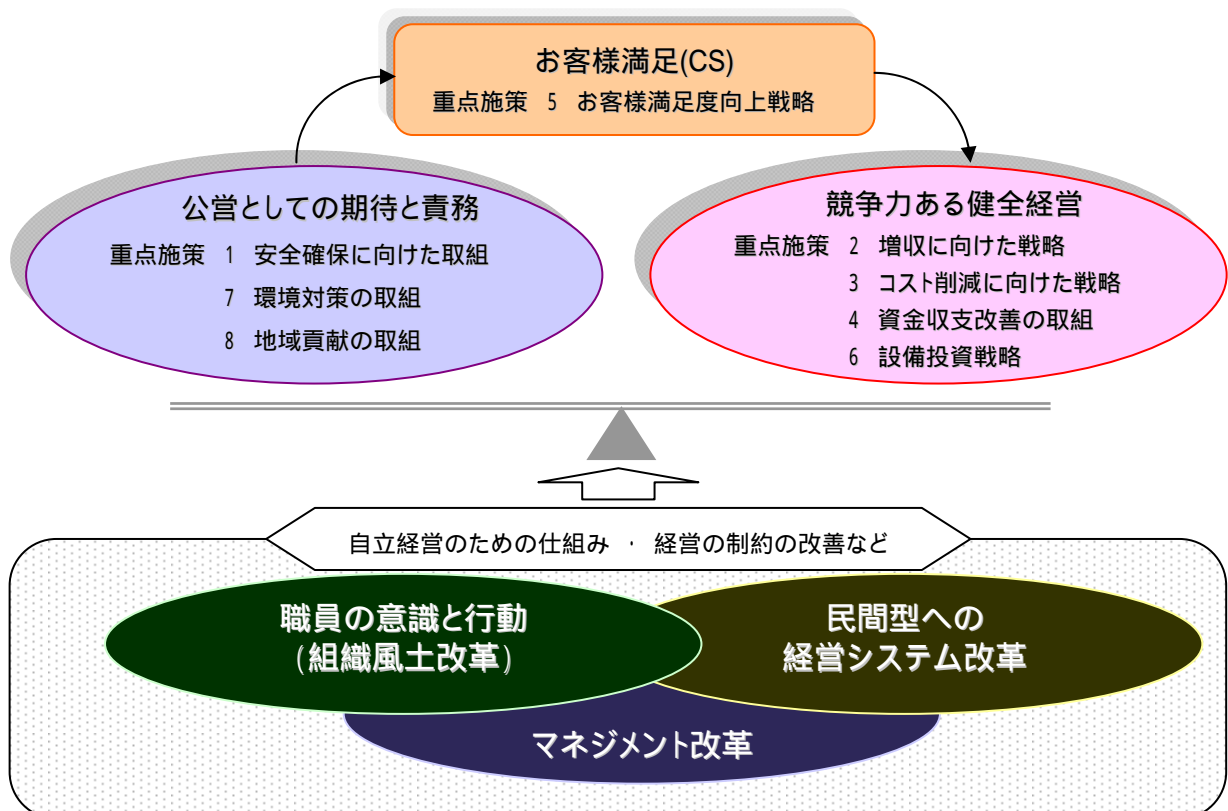 お客様満足(CS)
重点施策 5 お客様満足度向上戦略
公営としての期待と責務
重点施策 1 安全確保に向けた取組
7 環境対策の取組
8 地域貢献の取組
競争力ある健全経営
重点施策 2 増収に向けた戦略
3 コスト削減に向けた戦略
4 資金収支改善の取組
6 設備投資戦略
自立経営のための仕組み ・ 経営の制約の改善など
職員の意識と行動
(組織風土改革)
民間型への
経営システム改革
マネジメント改革